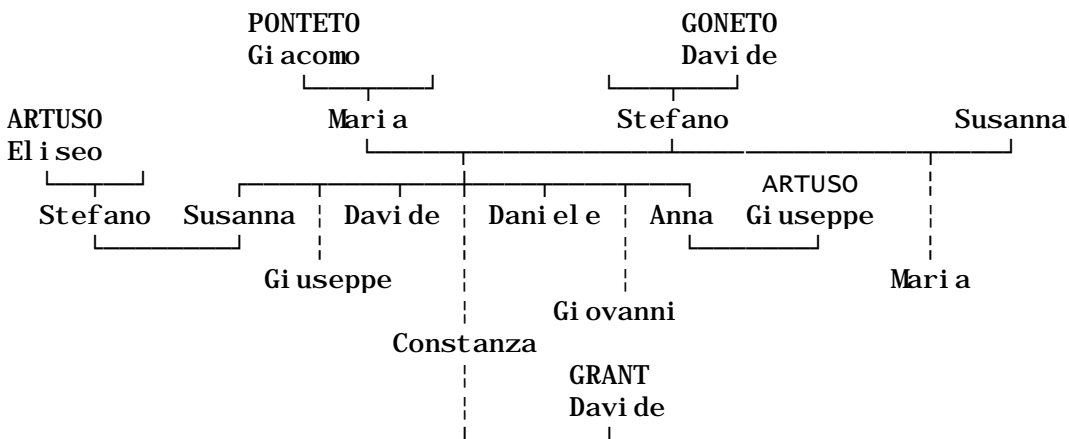 PONTETO GONETO
Giacomo Davide
ARTUSO Maria Stefano Susanna
Eliseo
ARTUSO
Stefano Susanna Davide Daniele Anna Giuseppe
Giuseppe Maria
Giovanni
Constanza
GRANT
Davide